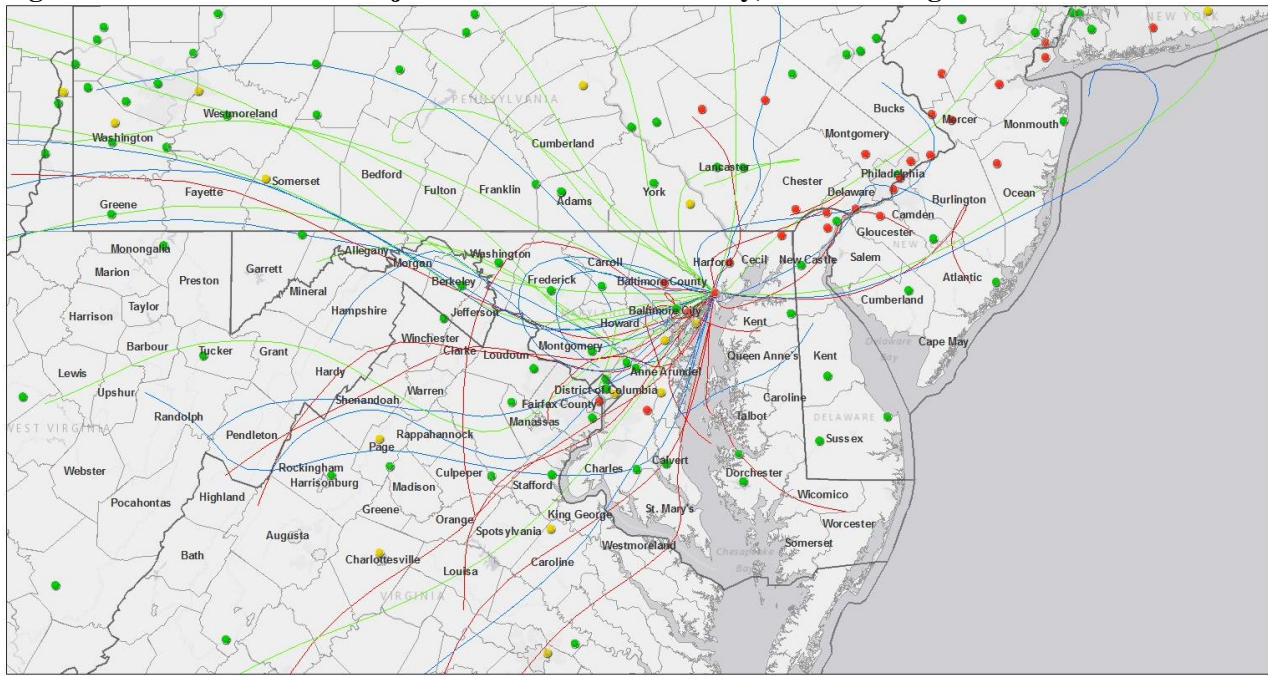 NEW YORK
PENNSYLVANIA
Westmoreland
Bucks
Mercer
Monmouth
Washington
Montgomery
Cumberland
Lancaster
Philadelphia
Bedford
Somerset
Chester
Fayette
Fulton
Franklin
Delaware
Ocean
York
Burlington
Adams
Greene
Camden
Gloucester
NEW
Monongalia
Allegany
Washington
Carroll
Harford
Cecil
New Castle
Salem
Morgan
Marion
Garrett
Preston
Berkeley
Frederick
Baltimore County
Atlantic
Mineral
Cumberland
Taylor
Hampshire
Jefferson
Baltimore City
Harrison
Howard
Kent
Winchester
Cape May
Delaware
Bay
Barbour
Tucker
Grant
Clarke
Loudoun
Montgomery
Queen Anne's
Kent
Lewis
Hardy
Anne Arundel
Upshur
Warren
District of Columbia
Caroline
Shenandoah
Fairfax County
Randolph
Talbot
DELAWARE
WEST VIRGINIA
Manassas
Pendleton
Rappahannock
Sussex
Page
Calvert
Webster
Rockingham
Charles
Culpeper
Dorchester
Harrisonburg
Madison
Stafford
Highland
Wicomico
Pocahontas
Greene
St. Mary's
King George
Orange
Worcester
Augusta
Spotsylvania
Somerset
Westmoreland
Bath
Chesapeake
Bay
Charlottesville
Caroline
Louisa
VIRGINIA